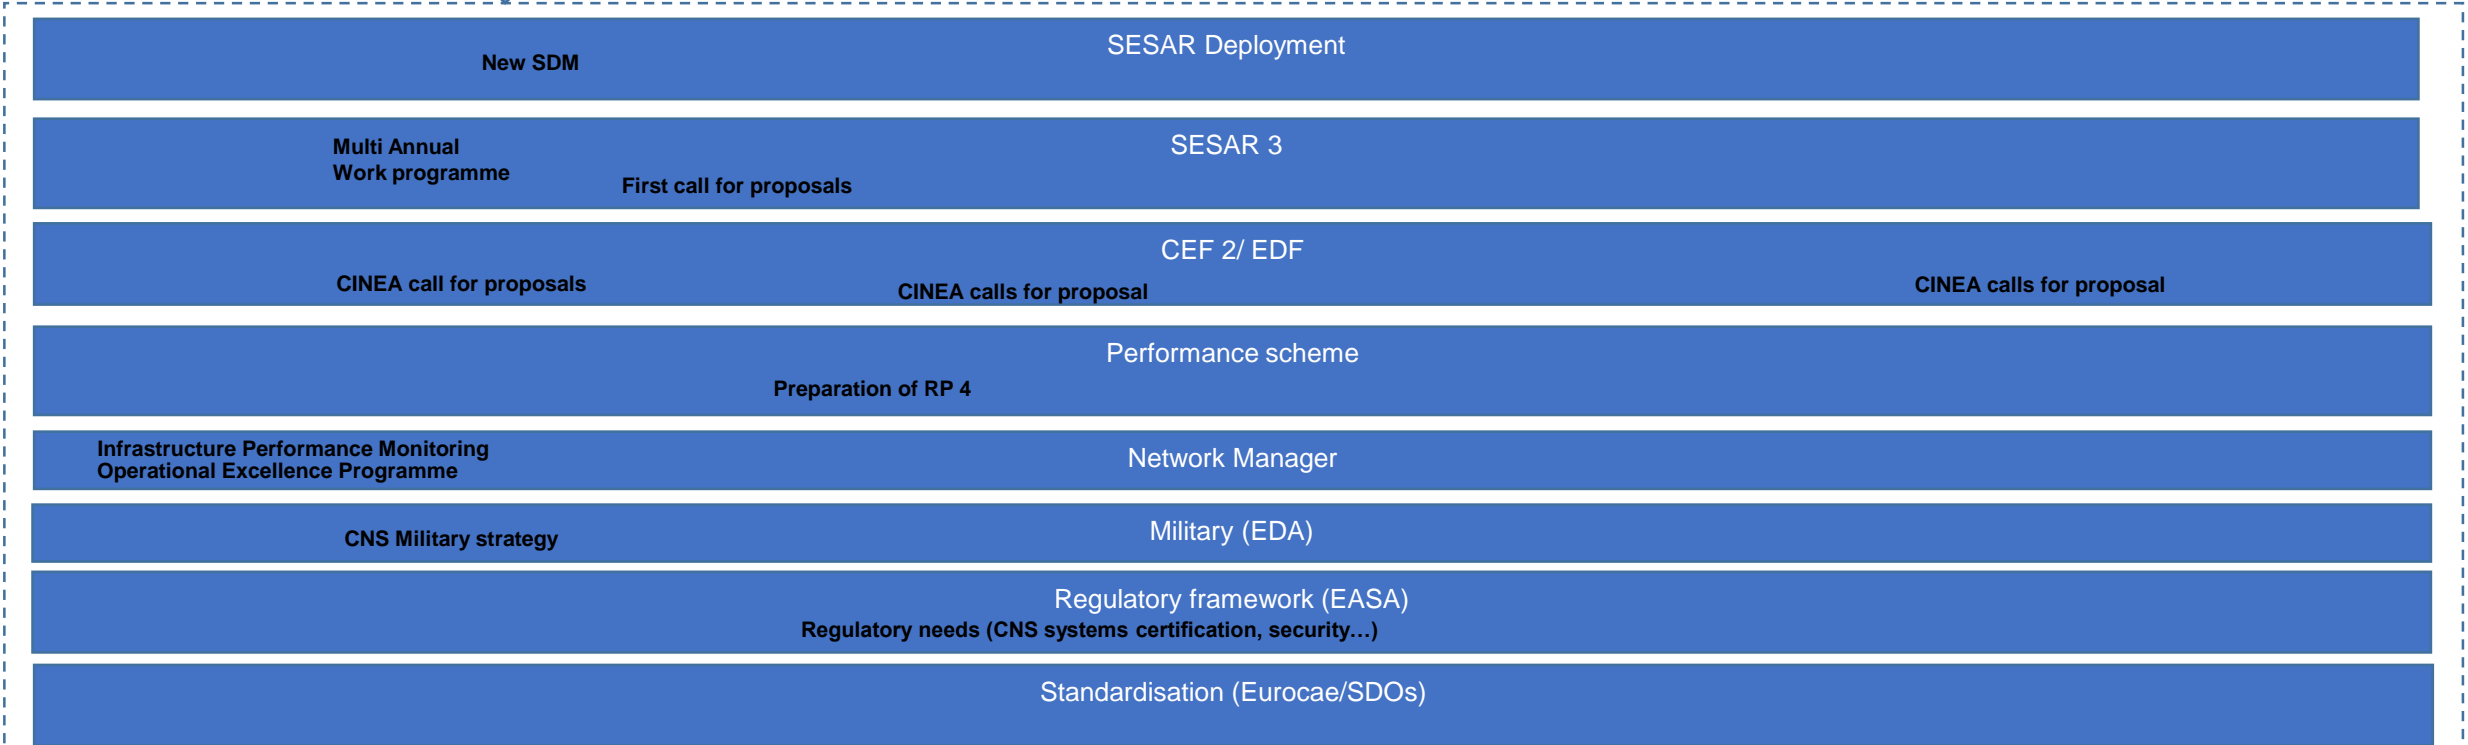 SESAR Deployment
New SDM
Multi Annual
Work programme
SESAR 3
First call for proposals
CEF 2/ EDF
CINEA call for proposals
CINEA calls for proposal
CINEA calls for proposal
Performance scheme
Preparation of RP 4
Infrastructure Performance Monitoring
Operational Excellence Programme
Network Manager
CNS Military strategy
Military (EDA)
Regulatory framework (EASA)
Regulatory needs (CNS systems certification, security…)
Standardisation (Eurocae/SDOs)